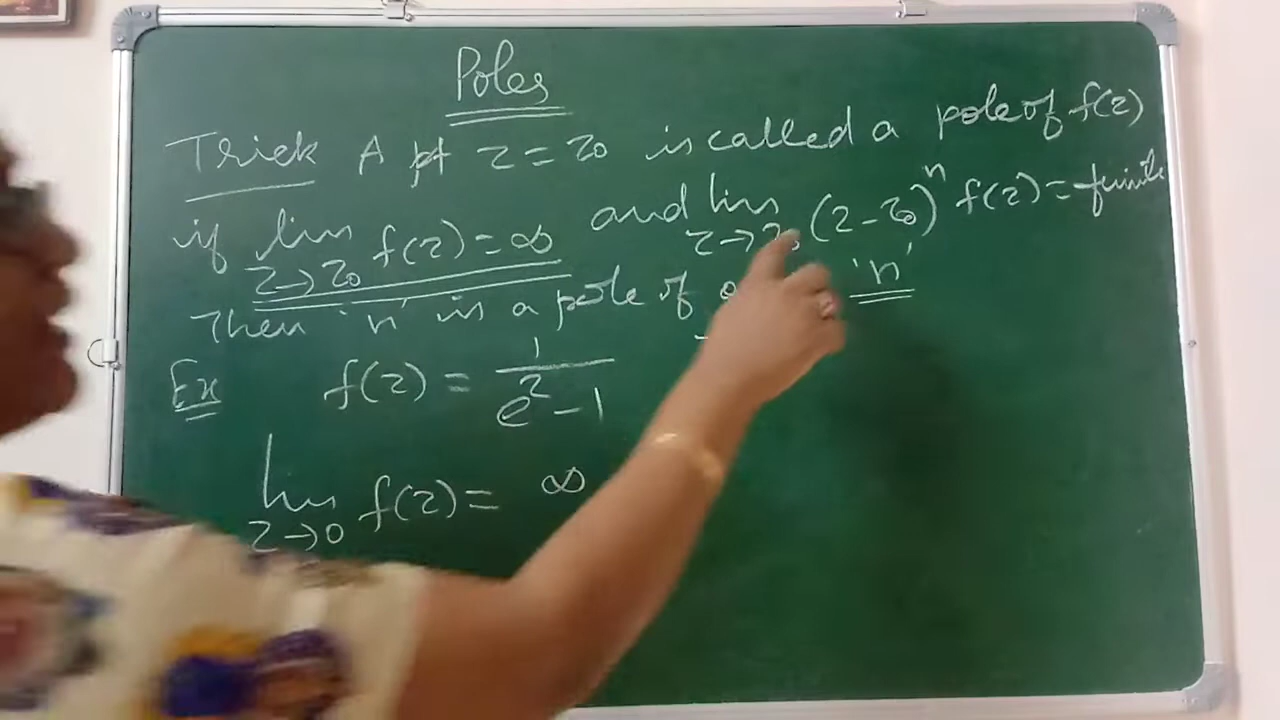 Poles
Trick A pt z = z₀ is called a pole of f(z)
if lim z→z₀ f(z) = ∞ and lim z→z₀ (z-z₀)ⁿ f(z) = finite
Then 'n' is a pole of 'n'
Ex f(z) = 1/(e^z - 1)
lim z→0 f(z) = ∞